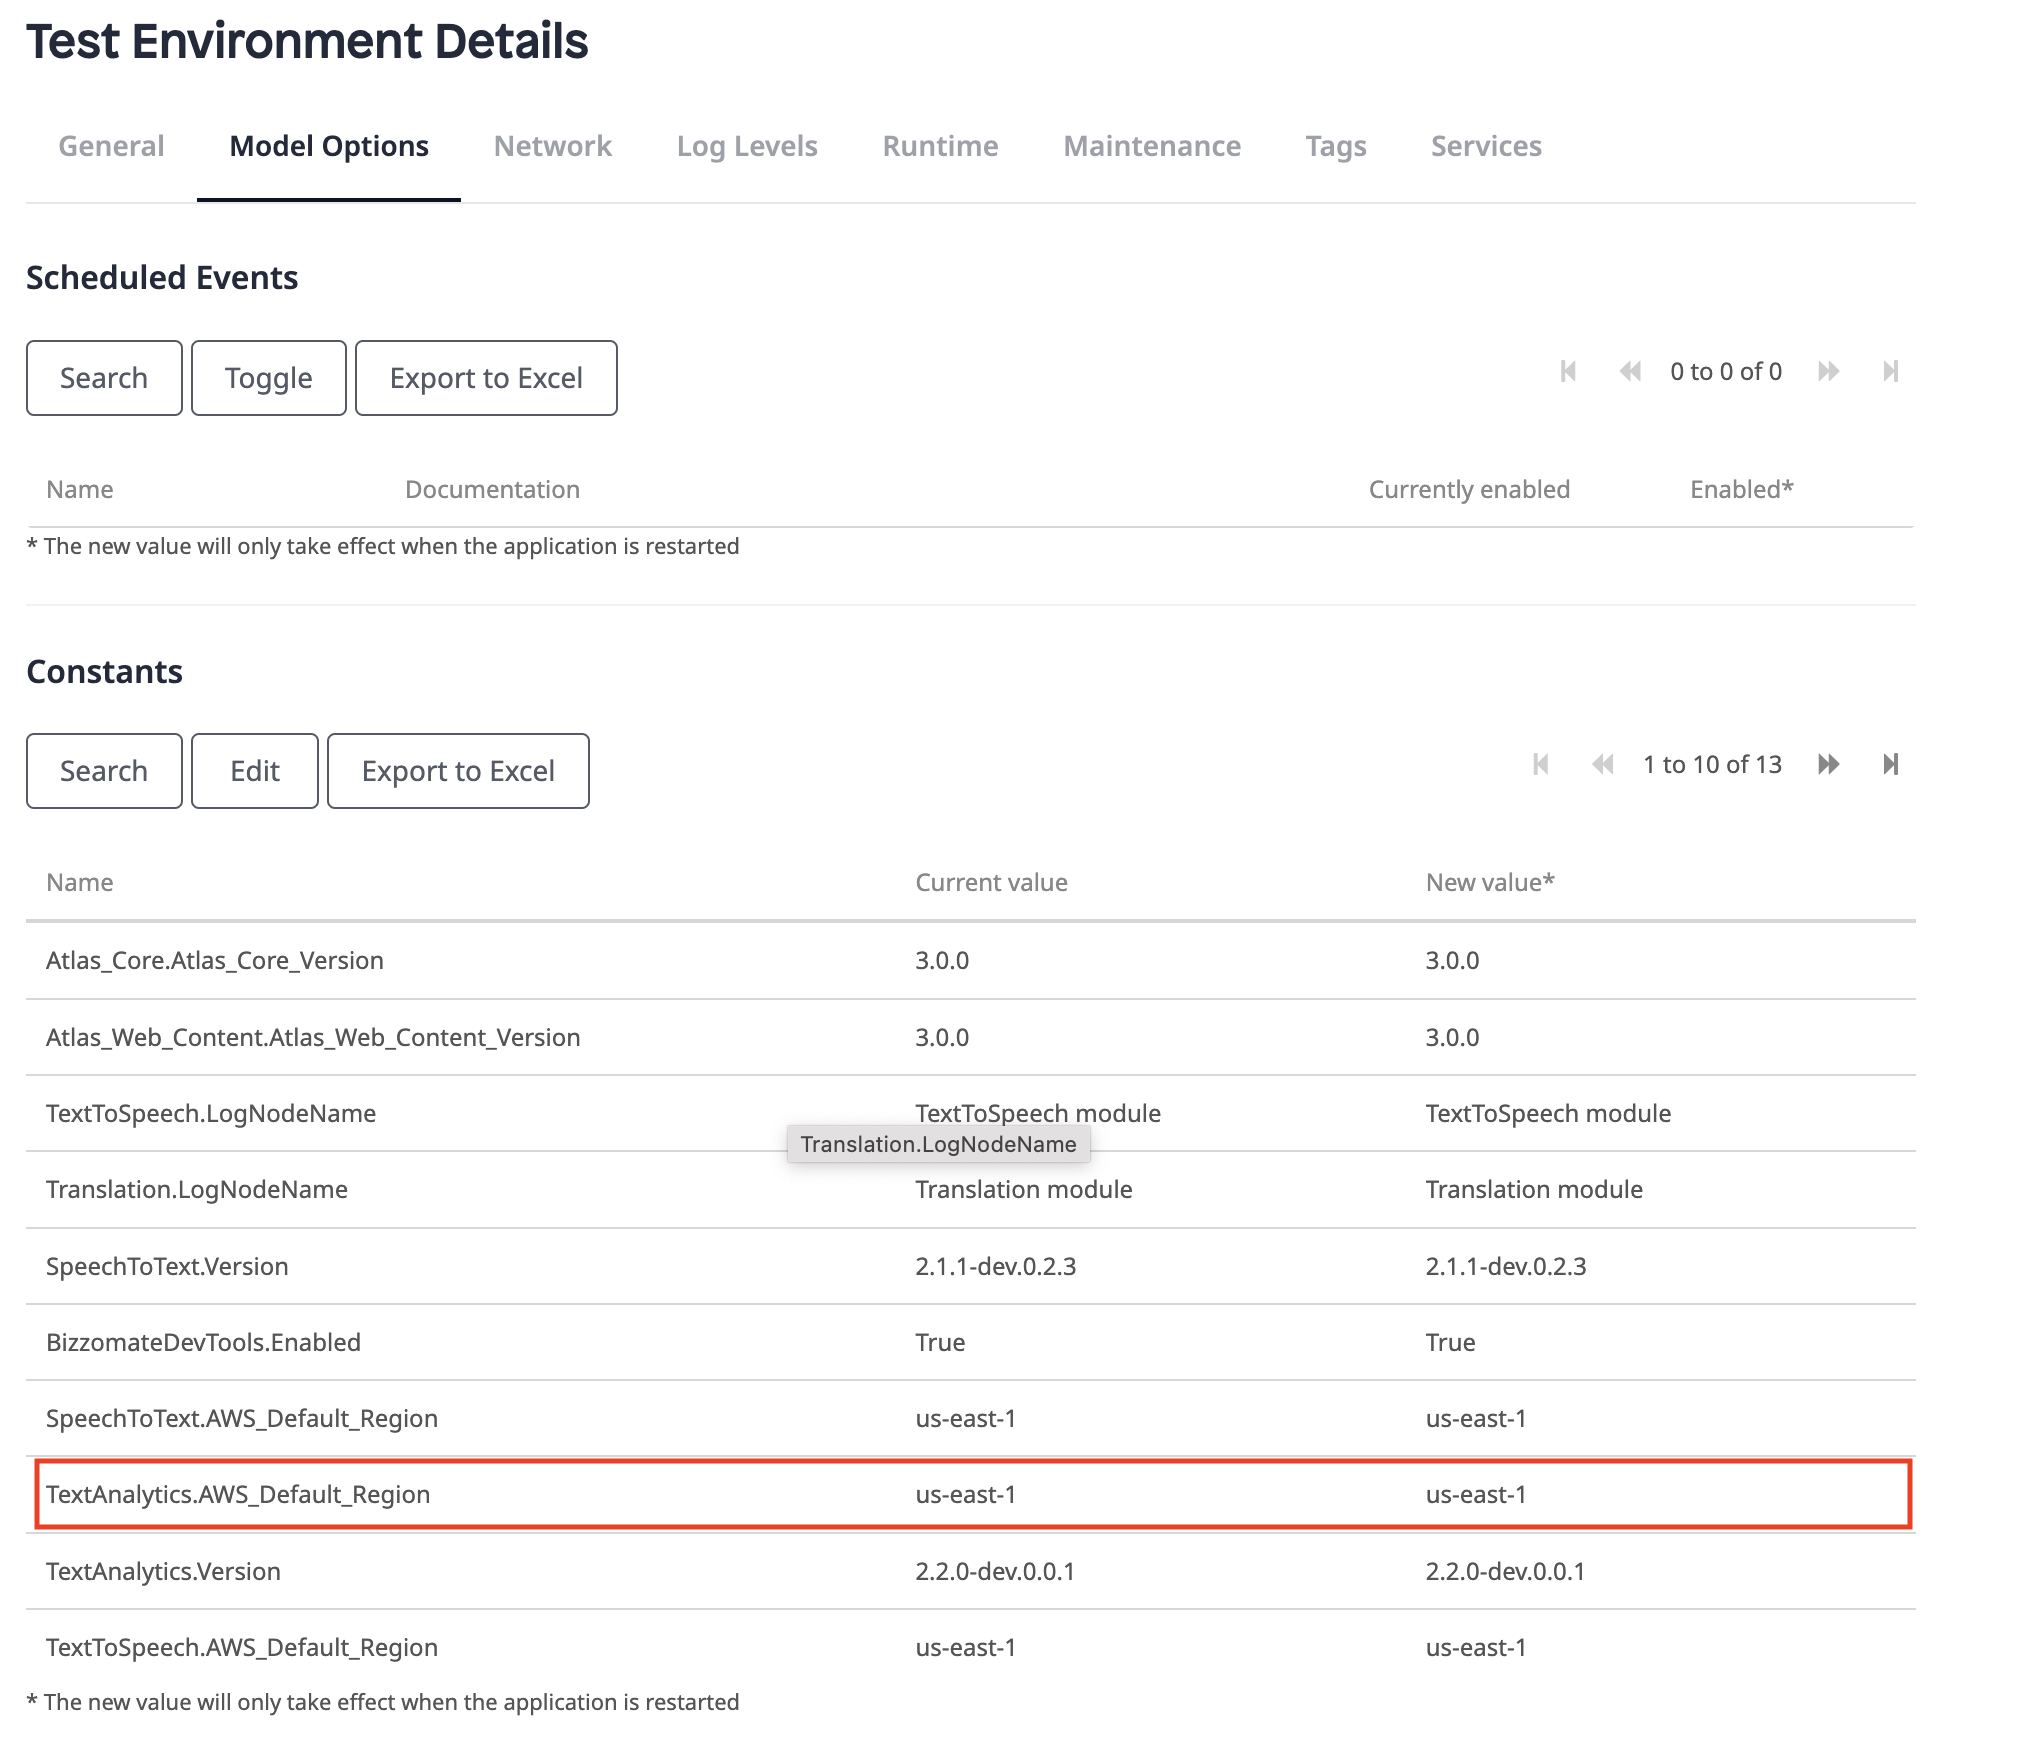 Test Environment Details
General Model Options Network Log Levels Runtime Maintenance Tags Services
Scheduled Events
Search Toggle Export to Excel 0 to 0 of 0
Name Documentation Currently enabled Enabled*
* The new value will only take effect when the application is restarted
Constants
Search Edit Export to Excel 1 to 10 of 13
Name Current value New value*
Atlas_Core.Atlas_Core_Version 3.0.0 3.0.0
Atlas_Web_Content.Atlas_Web_Content_Version 3.0.0 3.0.0
TextToSpeech.LogNodeName TextToSpeech module TextToSpeech module
Translation.LogNodeName
Translation.LogNodeName Translation module Translation module
SpeechToText.Version 2.1.1-dev.0.2.3 2.1.1-dev.0.2.3
BizzomateDevTools.Enabled True True
SpeechToText.AWS_Default_Region us-east-1 us-east-1
TextAnalytics.AWS_Default_Region us-east-1 us-east-1
TextAnalytics.Version 2.2.0-dev.0.0.1 2.2.0-dev.0.0.1
TextToSpeech.AWS_Default_Region us-east-1 us-east-1
* The new value will only take effect when the application is restarted